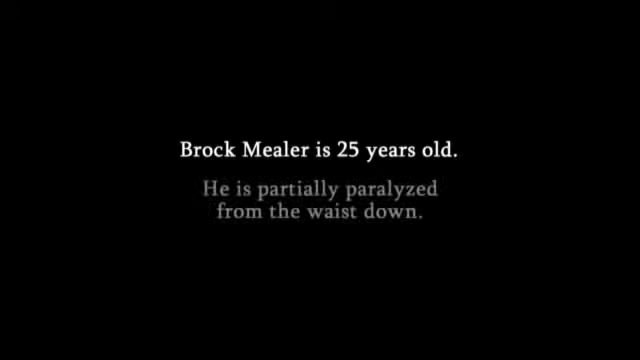 Brock Mealer is 25 years old.
He is partially paralyzed
from the waist down.